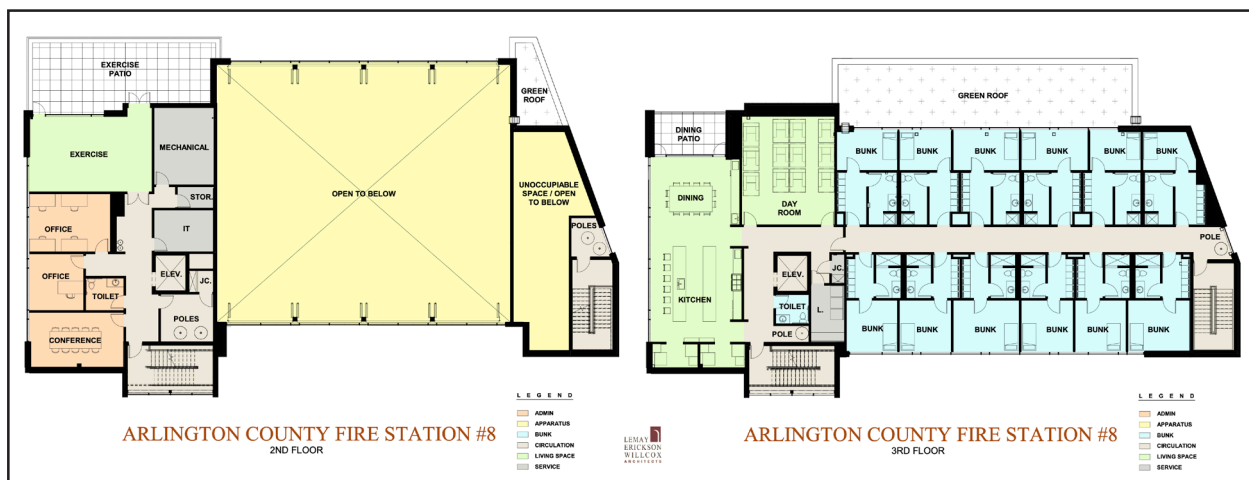 EXERCISE
PATIO
GREEN
ROOF
EXERCISE
MECHANICAL
STOR.
OPEN TO BELOW
UNOCCUPIABLE
SPACE / OPEN
TO BELOW
OFFICE
IT
POLES
OFFICE
ELEV.
JC.
TOILET
POLES
CONFERENCE
LEGEND
ADMIN
APPARATUS
BUNK
CIRCULATION
LIVING SPACE
SERVICE
ARLINGTON COUNTY FIRE STATION #8
2ND FLOOR
LEMAY
ERICKSON
WILLCOX
ARCHITECTS
GREEN ROOF
DINING
PATIO
BUNK
BUNK
BUNK
BUNK
BUNK
BUNK
DINING
DAY
ROOM
POLE
ELEV.
JC.
KITCHEN
TOILET
L.
POLE
BUNK
BUNK
BUNK
BUNK
BUNK
BUNK
LEGEND
ADMIN
APPARATUS
BUNK
CIRCULATION
LIVING SPACE
SERVICE
ARLINGTON COUNTY FIRE STATION #8
3RD FLOOR